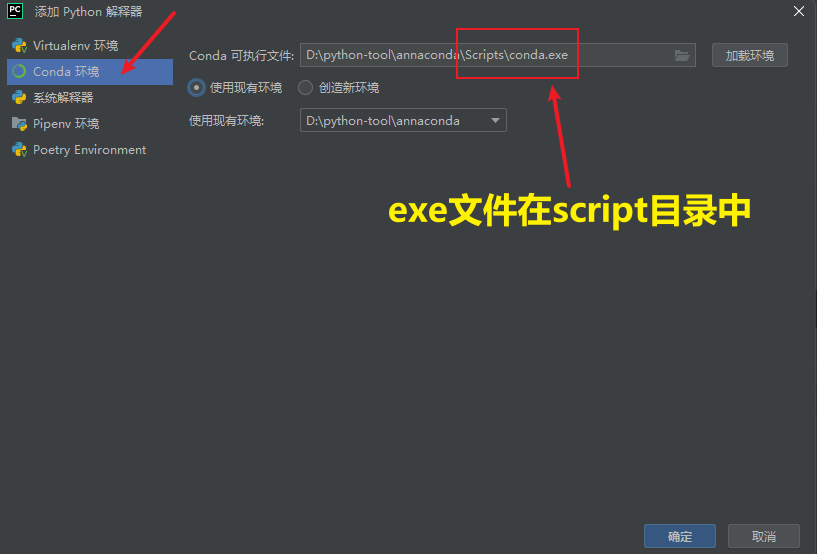 PC 添加 Python 解释器
Virtualenv 环境
Conda 环境
系统解释器
Pipenv 环境
Poetry Environment
Conda 可执行文件: D:\python-tool\annaconda\Scripts\conda.exe 加载环境
使用现有环境 创造新环境
使用现有环境: D:\python-tool\annaconda
exe文件在script目录中
确定 取消